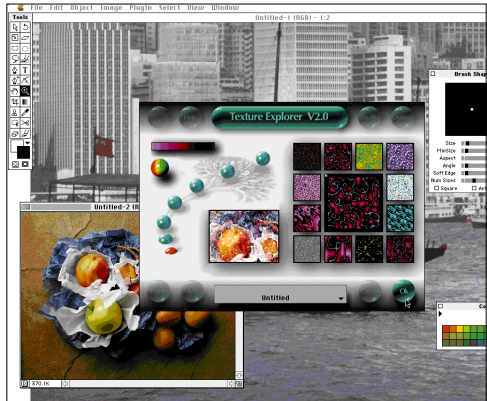 File Edit Object Image PlugIn Select View Window
Untitled-1 (RGB) - 1:2
Tools
Texture Explorer V2.0
Brush Shap
Size
MinSize
Aspect
Angle
Soft Edge
Num Sizes
Square
Untitled-2 (R
Untitled
Ok
Co
370.1K